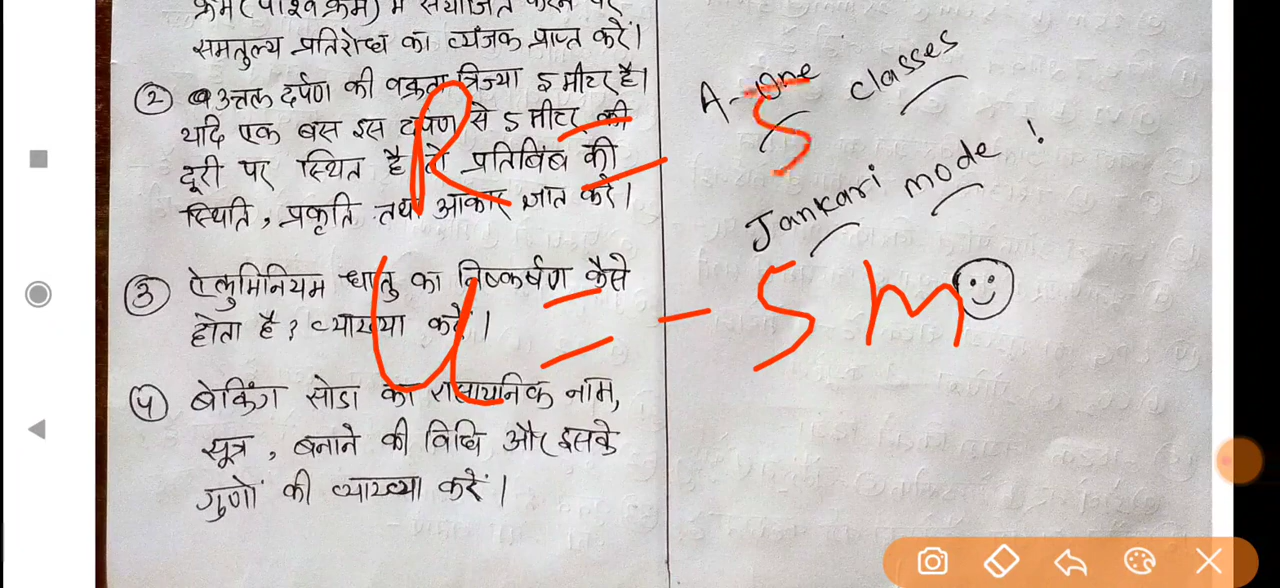 समतुल्य प्रतिरोध का व्यंजक प्राप्त करें।
② उत्तल दर्पण की वक्रता त्रिज्या 5 मीटर है।
यदि एक बस इस दर्पण से 5 मीटर की
दूरी पर स्थित है तो प्रतिबिंब की
स्थिति, प्रकृति तथा आकार ज्ञात करें।
③ ऐलुमिनियम धातु का निष्कर्षण कैसे
होता है? व्याख्या करें।
④ बेकिंग सोडा का रासायनिक नाम,
सूत्र, बनाने की विधि और इसके
गुणों की व्याख्या करें।
A-One classes
Jankari mode!
R = 5
u = -5m